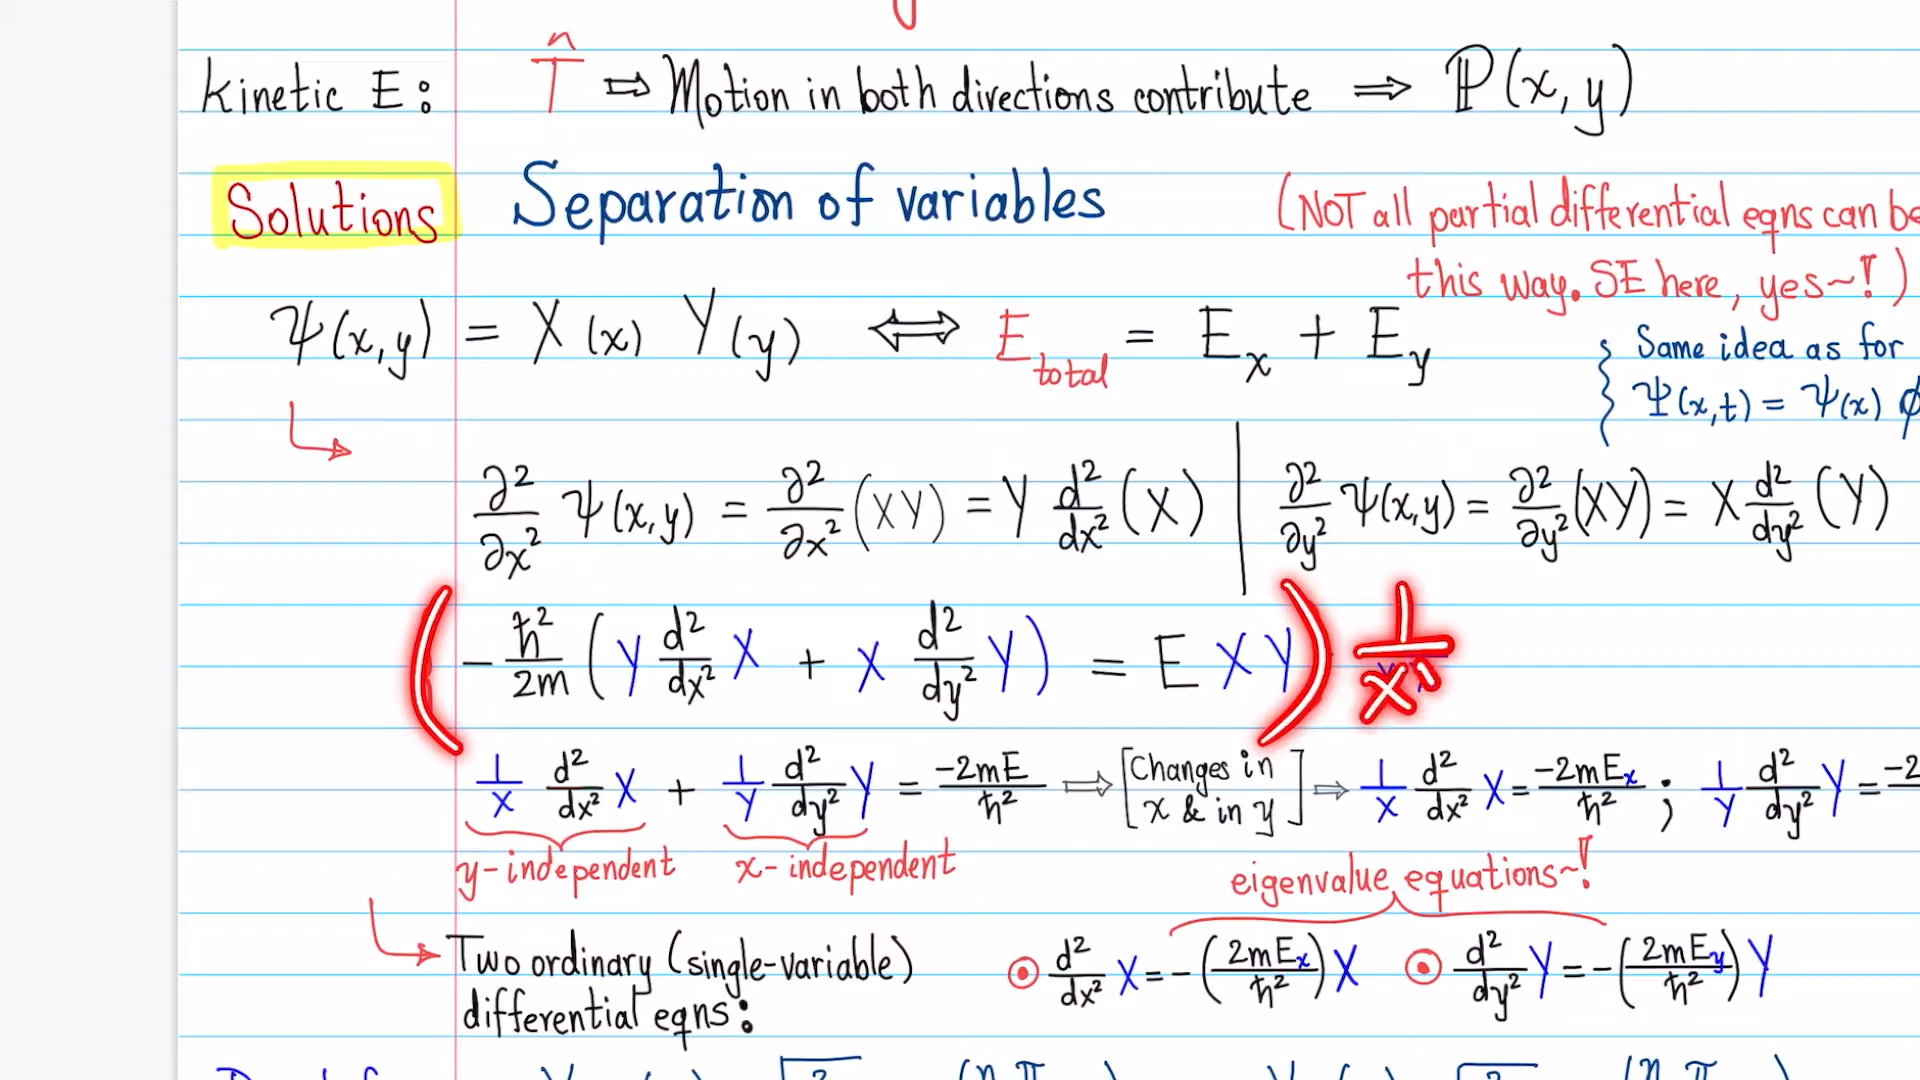 Kinetic E: T̂ ⇨ Motion in both directions contribute ⇒ ℙ(x, y)
Solutions Separation of variables (NOT all partial differential eqns can be
this way. SE here, yes~!)
Ψ(x,y) = X(x) Y(y) ⟺ E_total = E_x + E_y
{ Same idea as for
Ψ(x,t) = Ψ(x) ϕ
↳
∂²/∂x² Ψ(x,y) = ∂²/∂x² (XY) = Y d²/dx² (X) | ∂²/∂y² Ψ(x,y) = ∂²/∂y² (XY) = X d²/dy² (Y)
( -ħ²/2m (Y d²/dx² X + X d²/dy² Y) = E X Y ) 1/X
1/X d²/dx² X + 1/Y d²/dy² Y = -2mE/ħ² ⇨ [Changes in x & in y] ⇨ 1/X d²/dx² X = -2mE_x/ħ² ; 1/Y d²/dy² Y = -2
y-independent x-independent
eigenvalue equations~!
↳ Two ordinary (single-variable) ⊙ d²/dx² X = -(2mE_x/ħ²) X ⊙ d²/dy² Y = -(2mE_y/ħ²) Y
differential eqns: